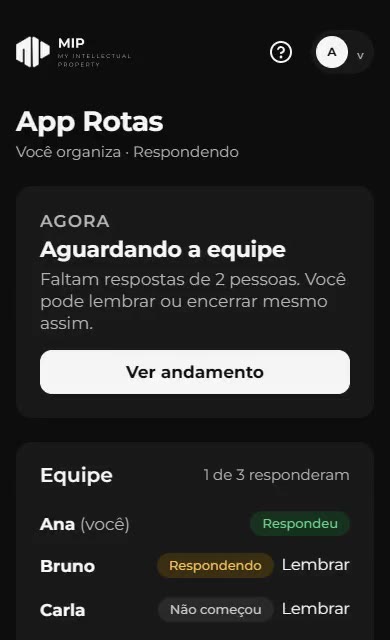 MIP
MY INTELLECTUAL
PROPERTY
?
A
v
App Rotas
Você organiza · Respondendo
AGORA
Aguardando a equipe
Faltam respostas de 2 pessoas. Você
pode lembrar ou encerrar mesmo
assim.
Ver andamento
Equipe
1 de 3 responderam
Ana (você)
Respondeu
Bruno
Respondendo
Lembrar
Carla
Não começou
Lembrar